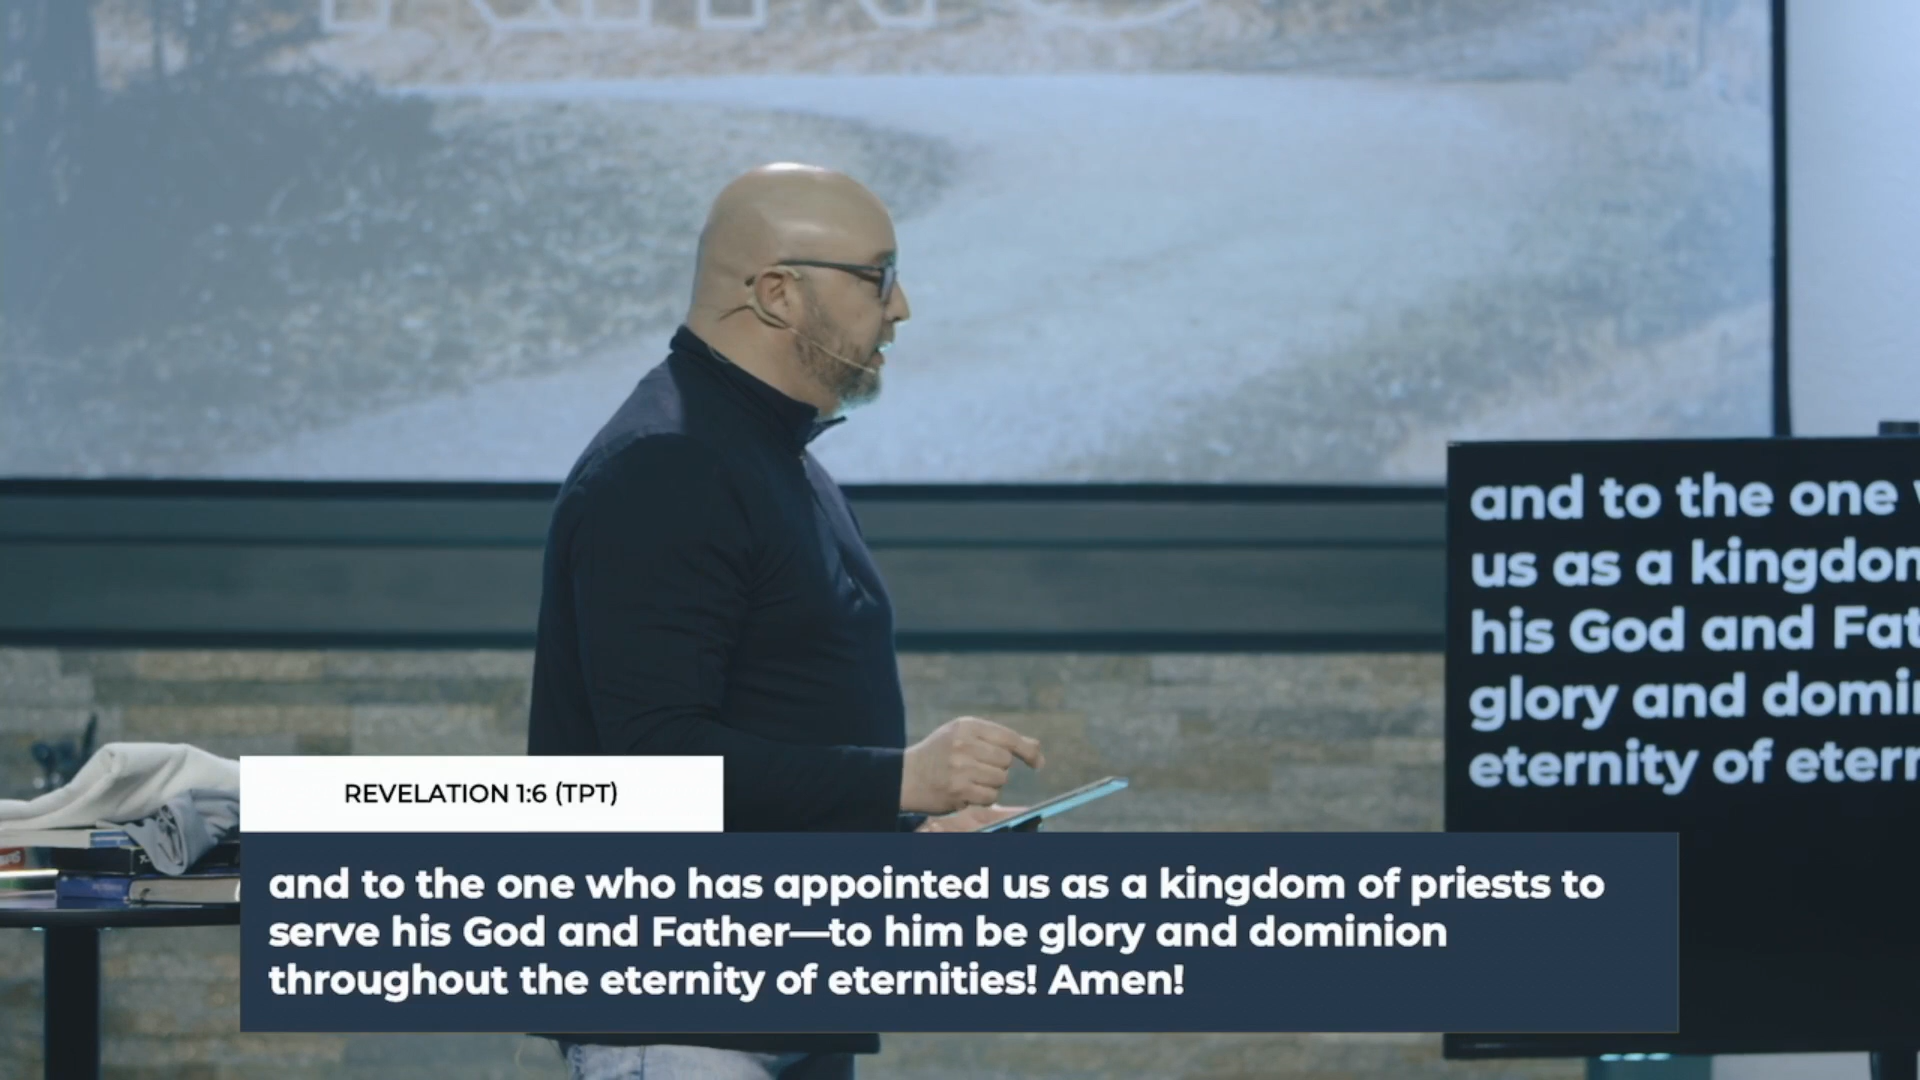 and to the one
us as a kingdom
his God and
glory and
eternity of
REVELATION 1:6 (TPT)
and to the one who has appointed us as a kingdom of priests to
serve his God and Father—to him be glory and dominion
throughout the eternity of eternities! Amen!